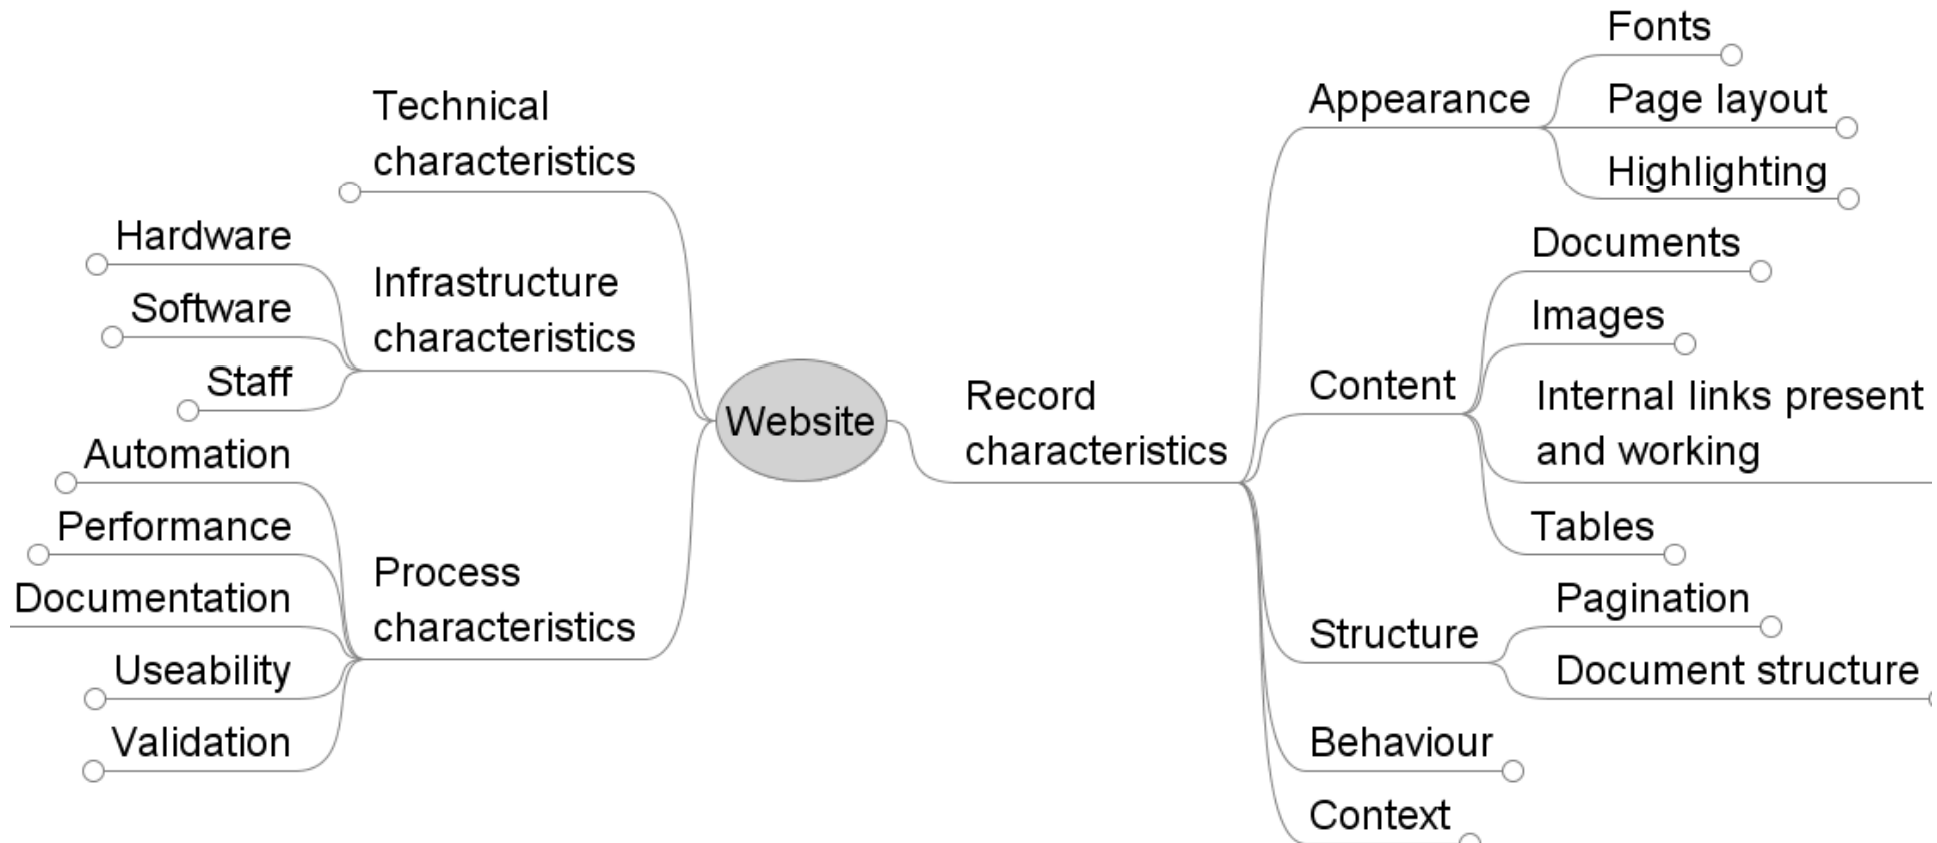 Technical
characteristics
Hardware
Software
Staff
Infrastructure
characteristics
Automation
Performance
Documentation
Useability
Validation
Process
characteristics
Website
Record
characteristics
Appearance
Fonts
Page layout
Highlighting
Content
Documents
Images
Internal links present
and working
Tables
Structure
Pagination
Document structure
Behaviour
Context